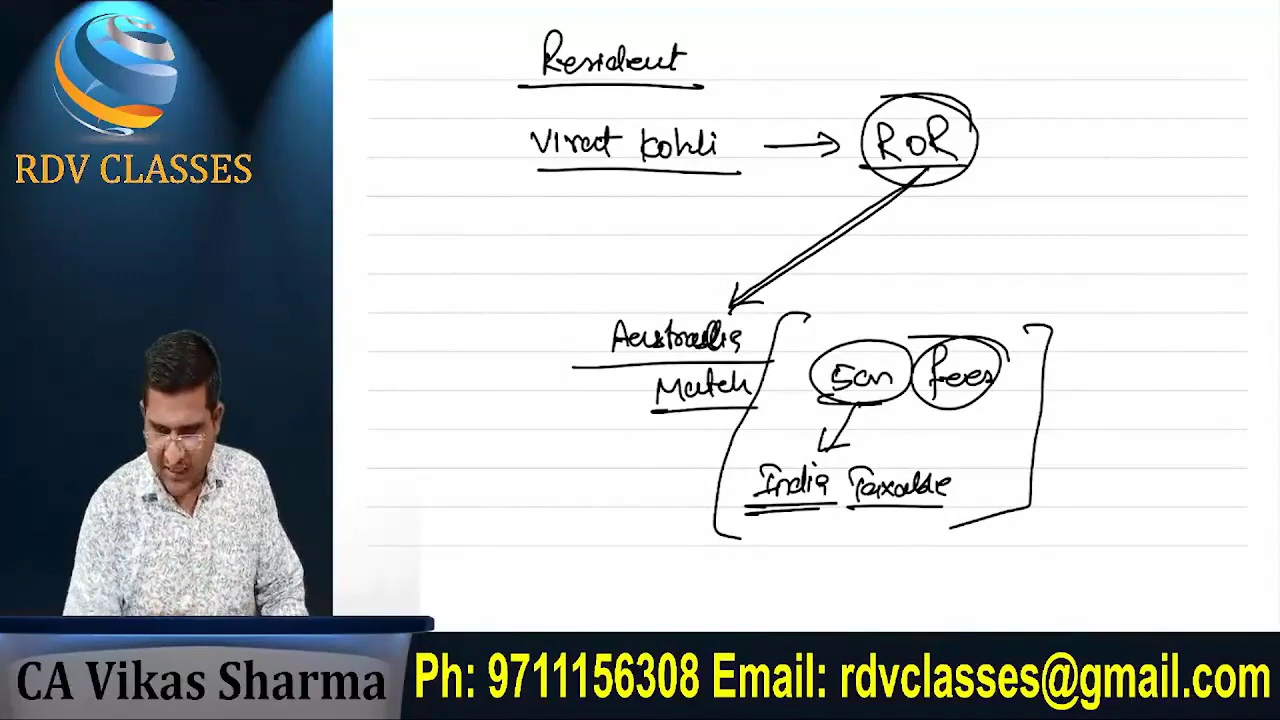 RDV CLASSES
Resident
Virat Kohli → ROR
Australia
Match
5cr fees
India Taxable
CA Vikas Sharma
Ph: 9711156308 Email: rdvclasses@gmail.com